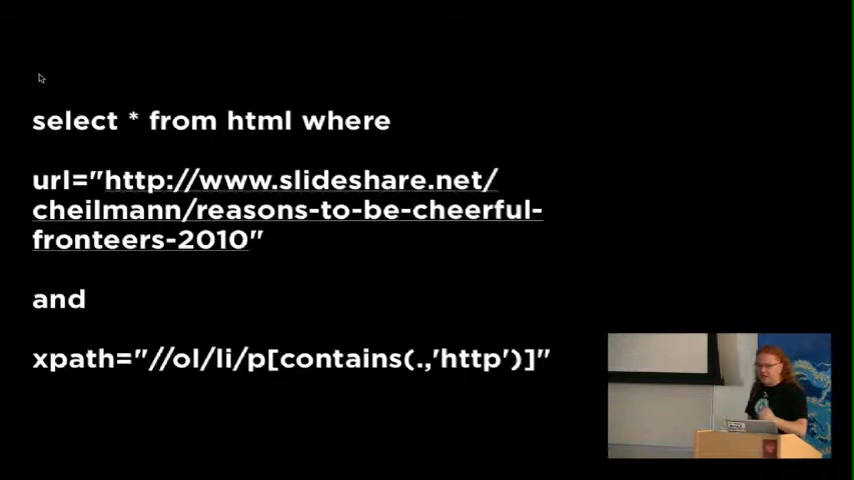 select * from html where
url="http://www.slideshare.net/
cheilmann/reasons-to-be-cheerful-
fronteers-2010"
and
xpath="//ol/li/p[contains(.,'http')]"